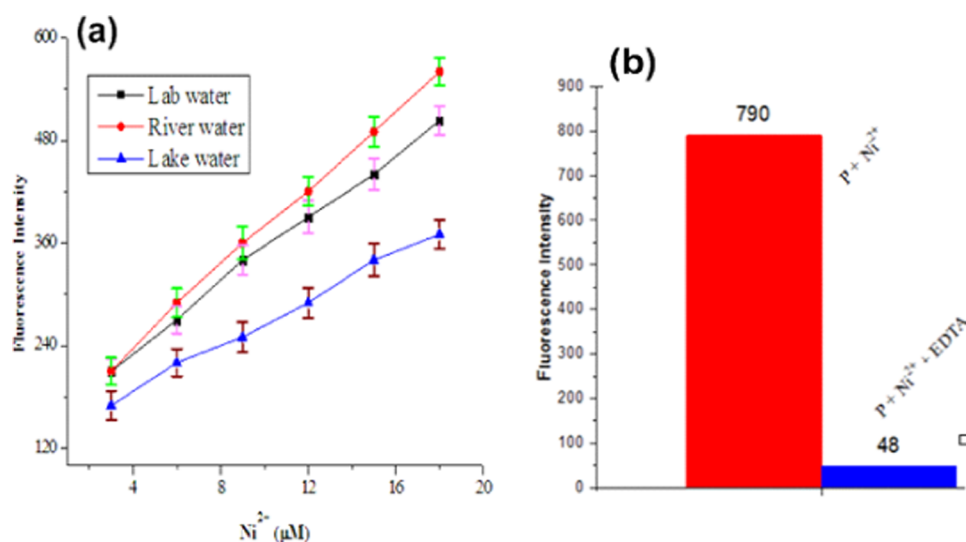 (a)
600
480
360
240
120
Fluorescence Intensity
Lab water
River water
Lake water
4 8 12 16 20
Ni²⁺ (μM)
(b)
900
800
700
600
500
400
300
200
100
0
Fluorescence Intensity
790
P + Ni²⁺
P + Ni²⁺ + EDTA
48